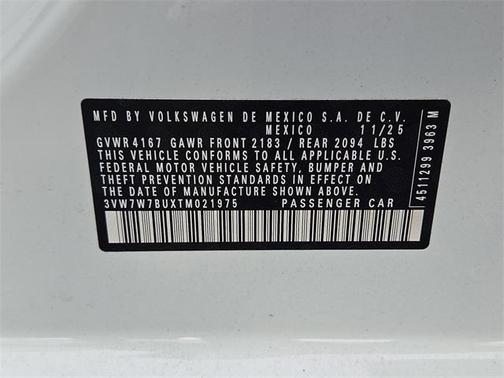 MFD BY VOLKSWAGEN DE MEXICO S.A. DE C.V.
MEXICO 11/25
GVWR 4167 GAWR FRONT 2183 / REAR 2094 LBS
THIS VEHICLE CONFORMS TO ALL APPLICABLE U.S.
FEDERAL MOTOR VEHICLE SAFETY, BUMPER AND
THEFT PREVENTION STANDARDS IN EFFECT ON THE
DATE OF MANUFACTURE SHOWN ABOVE.
3VW7W7BUXTM021975 PASSENGER CAR
4511299 3963 M